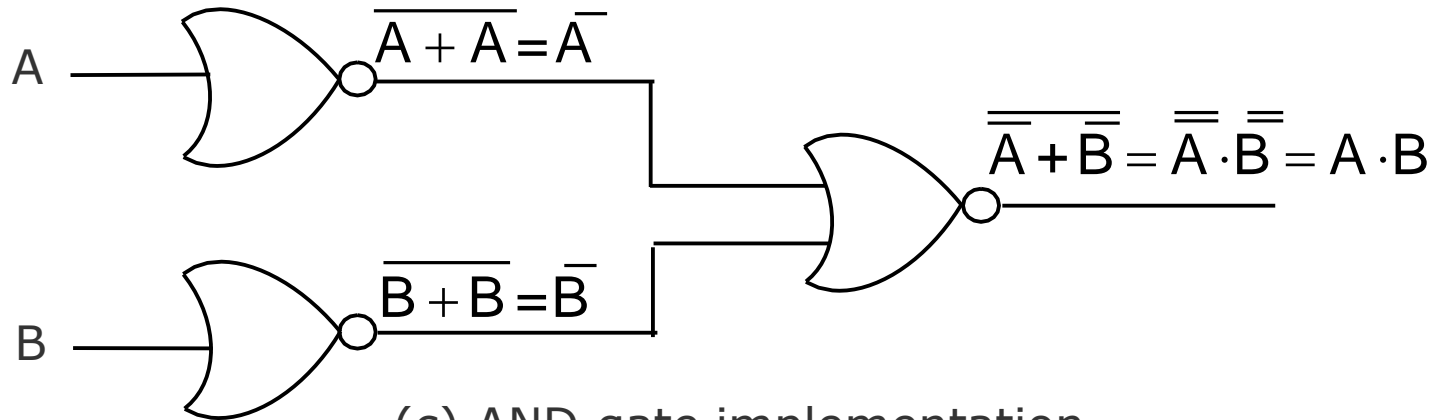 A
A + A = A̅
A̅ + B̅ = A̿ · B̿ = A · B
B + B = B̅
B
(c) AND gate implementation